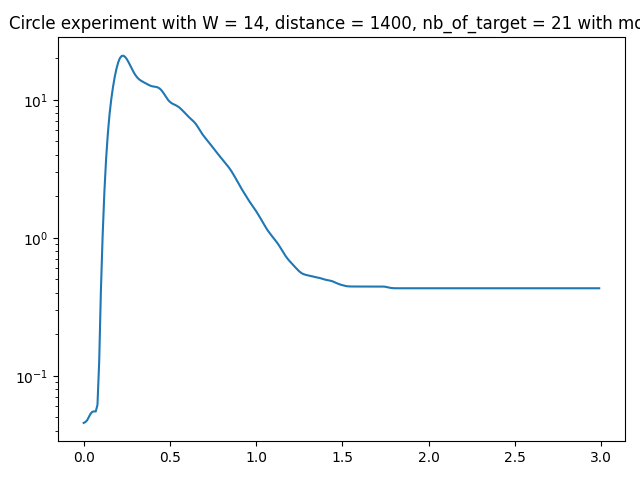 Circle experiment with W = 14, distance = 1400, nb_of_target = 21 with mo
10¹
10⁰
10⁻¹
0.0 0.5 1.0 1.5 2.0 2.5 3.0